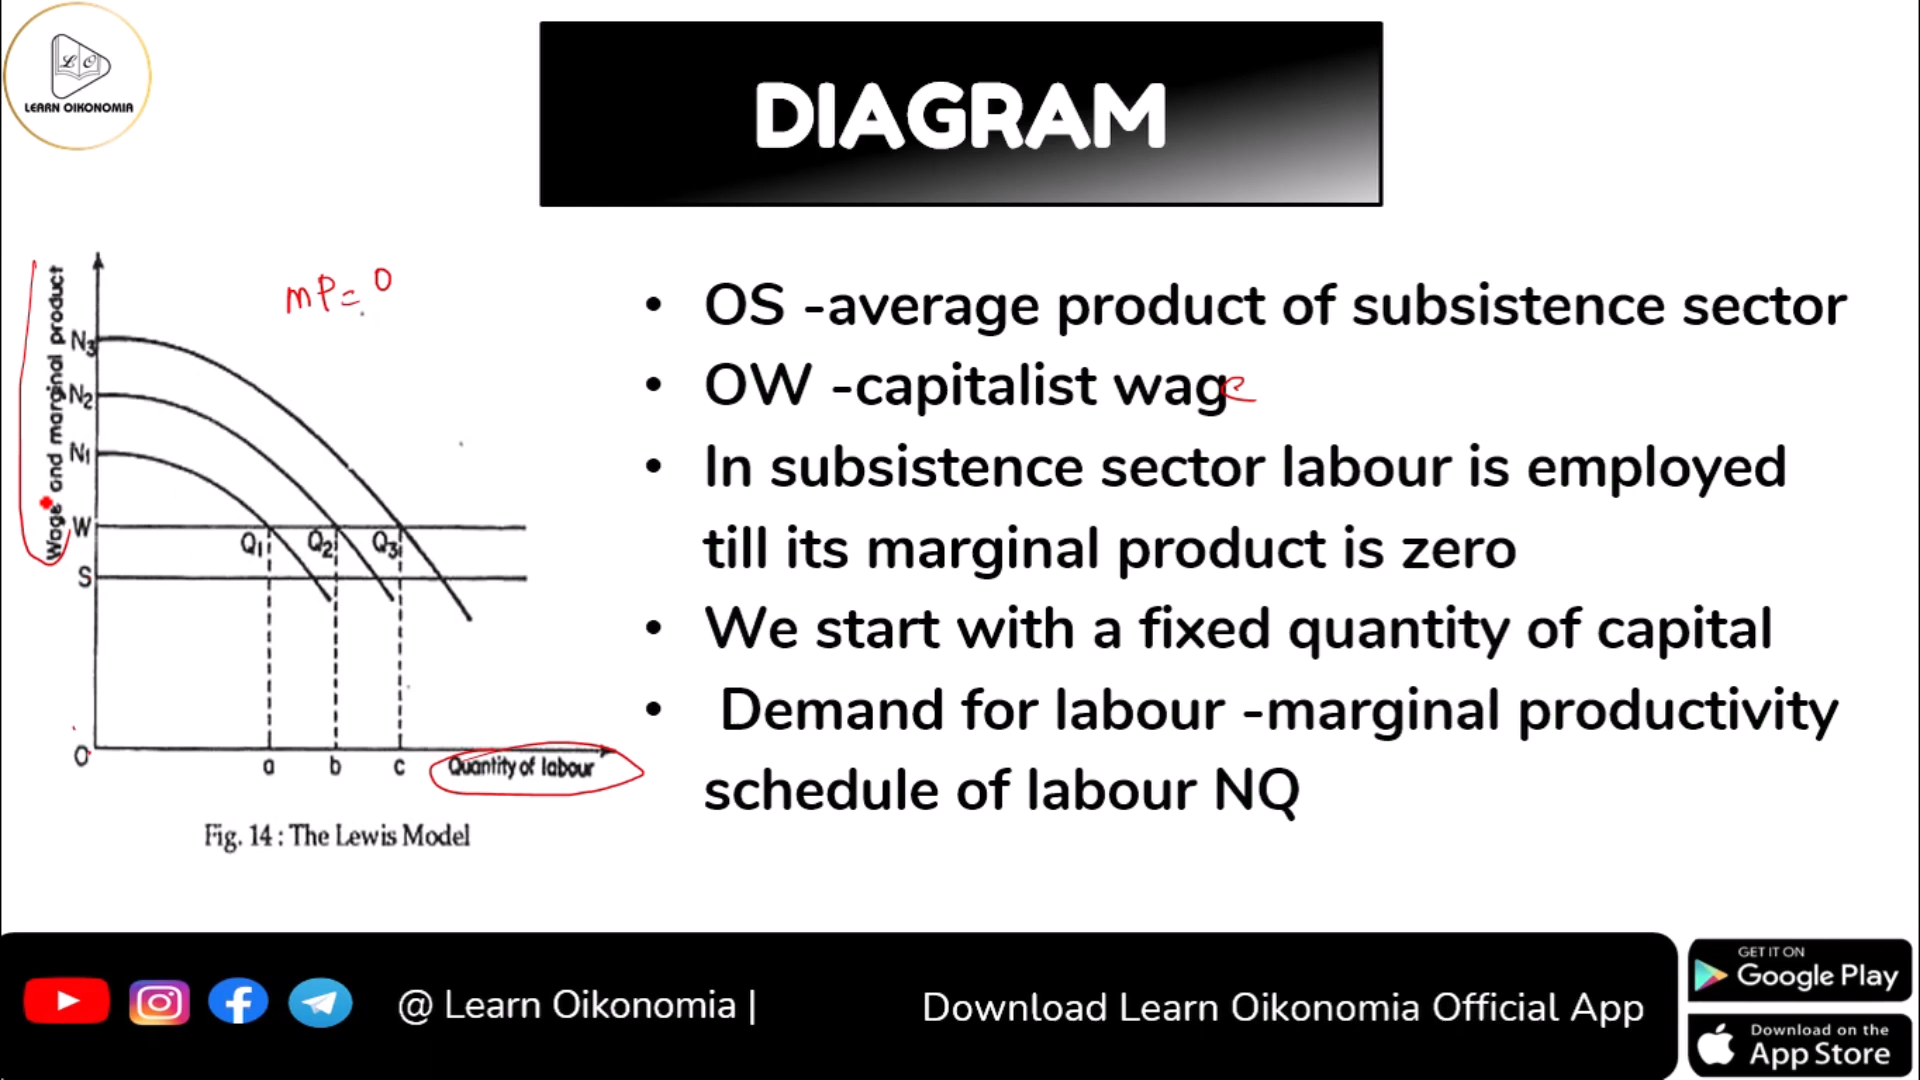 L O
LEARN OIKONOMIA
DIAGRAM
Wage and marginal product
mP= 0
N3
N2
N1
W
S
O
Q1
Q2
Q3
a b c Quantity of labour
Fig. 14 : The Lewis Model
• OS -average product of subsistence sector
• OW -capitalist wage
• In subsistence sector labour is employed
till its marginal product is zero
• We start with a fixed quantity of capital
• Demand for labour -marginal productivity
schedule of labour NQ
@ Learn Oikonomia |
Download Learn Oikonomia Official App
GET IT ON
Google Play
Download on the
App Store